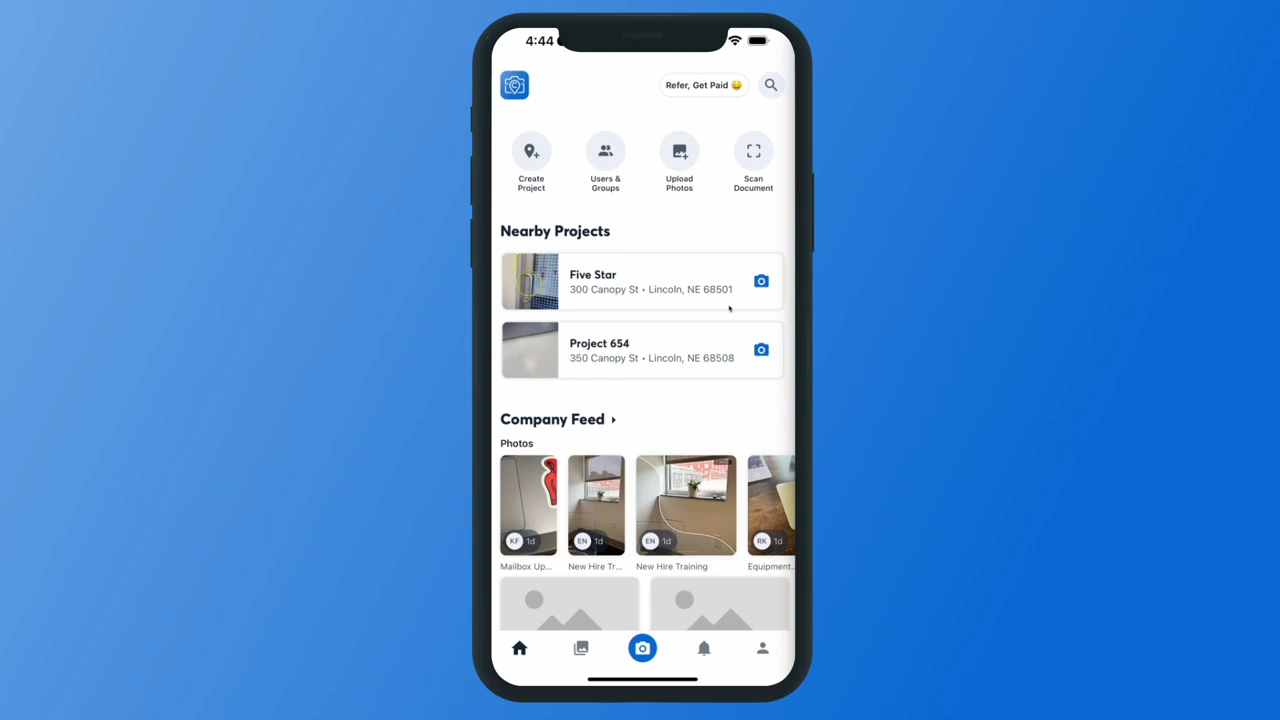 4:44
Refer, Get Paid 🤑
Create
Project
Users &
Groups
Upload
Photos
Scan
Document
Nearby Projects
Five Star
300 Canopy St • Lincoln, NE 68501
Project 654
350 Canopy St • Lincoln, NE 68508
Company Feed
Photos
KF 1d
EN 1d
EN 1d
RK 1d
Mailbox Up...
New Hire Tr...
New Hire Training
Equipment...